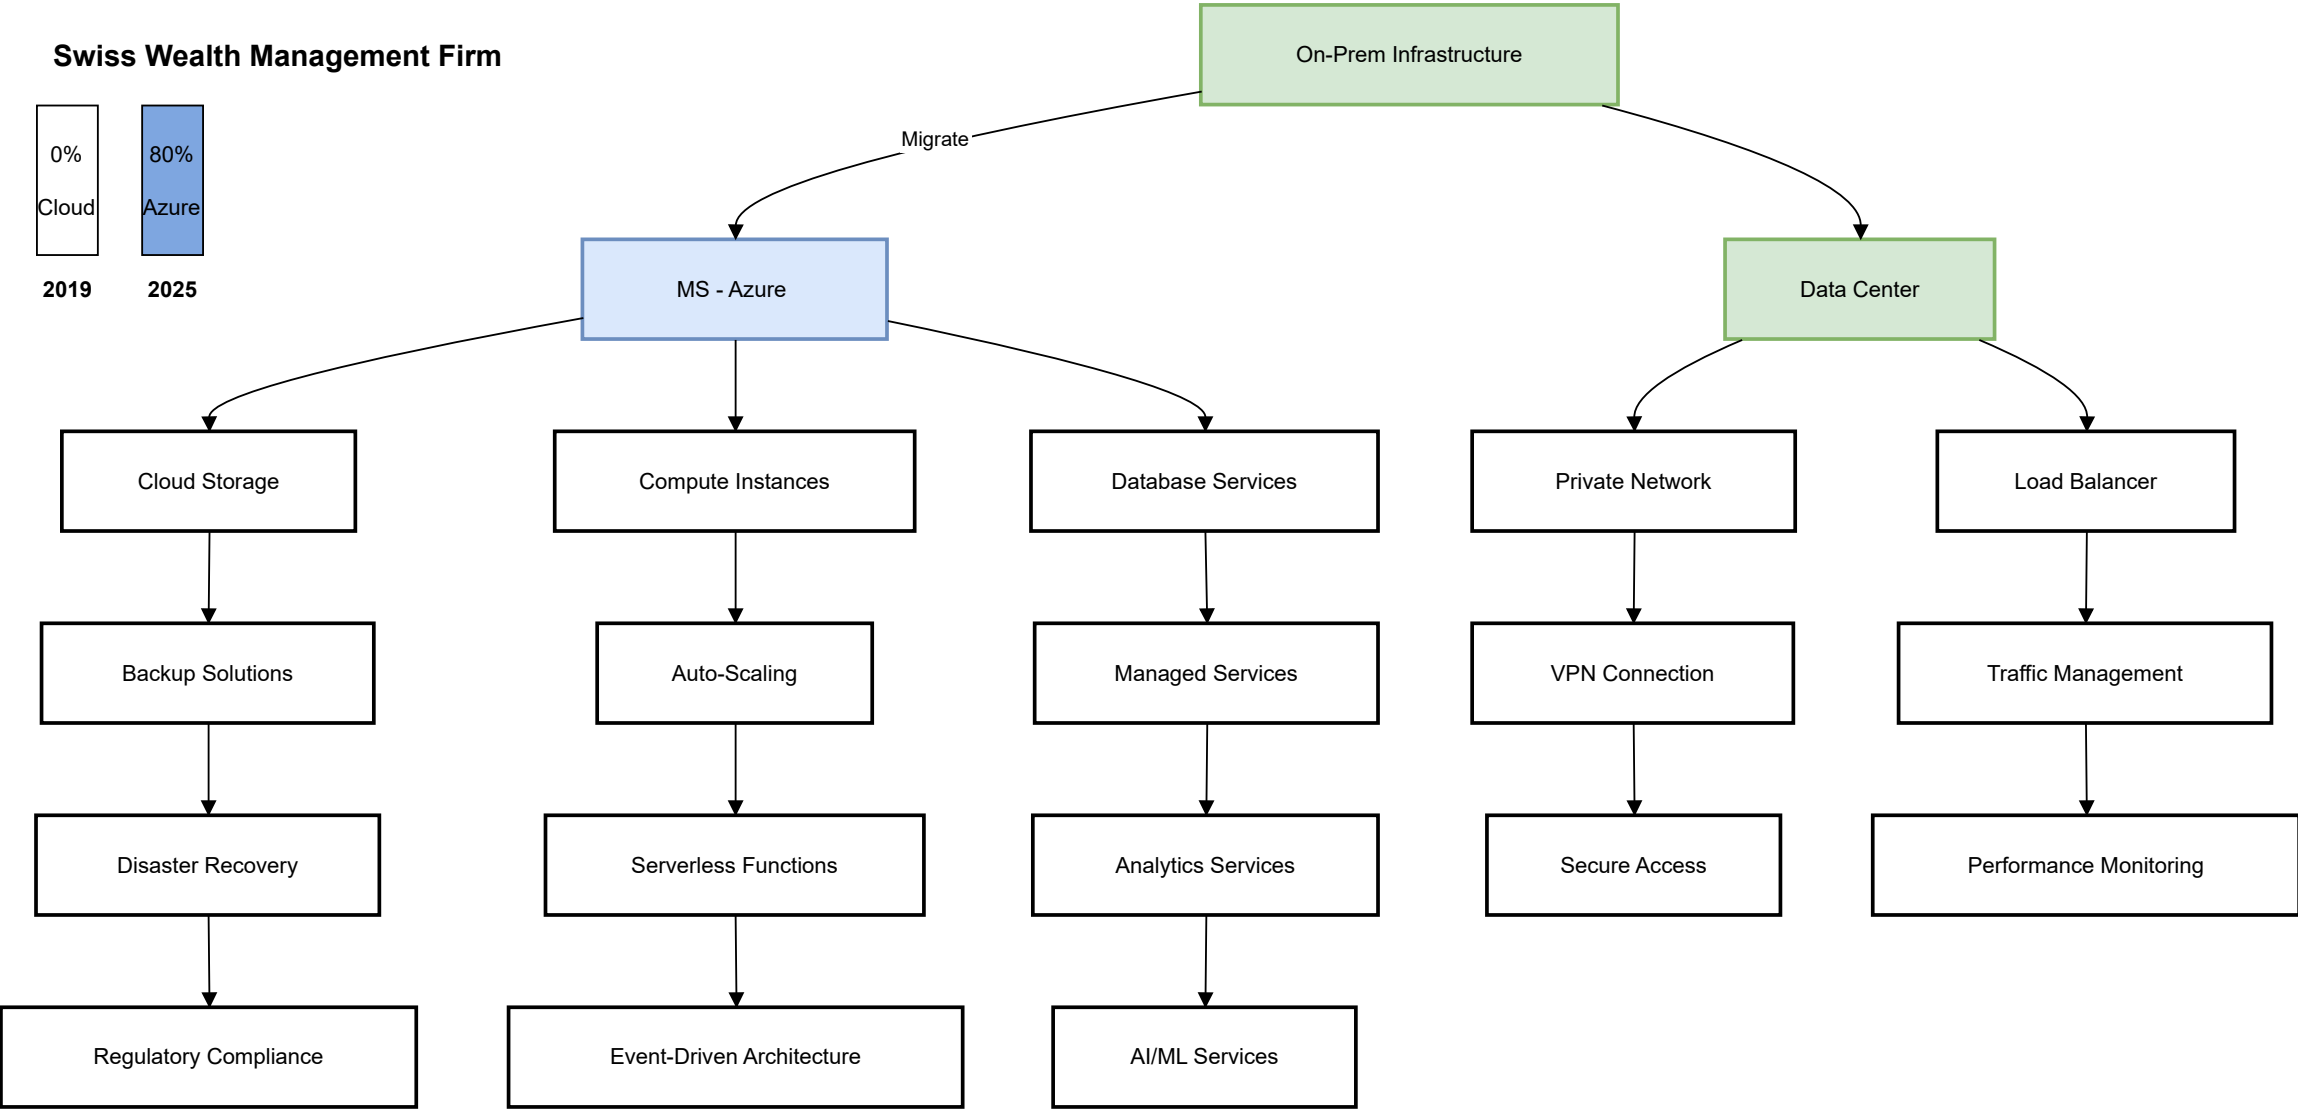 Swiss Wealth Management Firm
0%
Cloud
2019
80%
Azure
2025
On-Prem Infrastructure
Migrate
MS - Azure
Data Center
Cloud Storage
Compute Instances
Database Services
Private Network
Load Balancer
Backup Solutions
Auto-Scaling
Managed Services
VPN Connection
Traffic Management
Disaster Recovery
Serverless Functions
Analytics Services
Secure Access
Performance Monitoring
Regulatory Compliance
Event-Driven Architecture
AI/ML Services